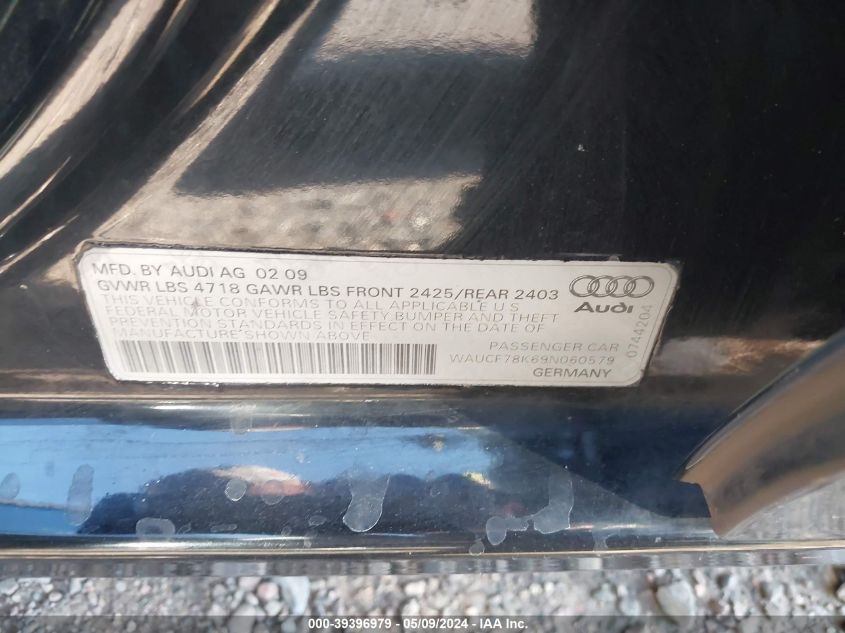 MFD. BY AUDI AG 02 09
GVWR LBS 4718 GAWR LBS FRONT 2425/REAR 2403
THIS VEHICLE CONFORMS TO ALL APPLICABLE U S
FEDERAL MOTOR VEHICLE SAFETY BUMPER AND THEFT
PREVENTION STANDARDS IN EFFECT ON THE DATE OF
MANUFACTURE SHOWN ABOVE
Audi
0744204
PASSENGER CAR
WAUCF78K69N060579
GERMANY
000-39396979 - 05/09/2024 - © IAA Holdings, LLC.